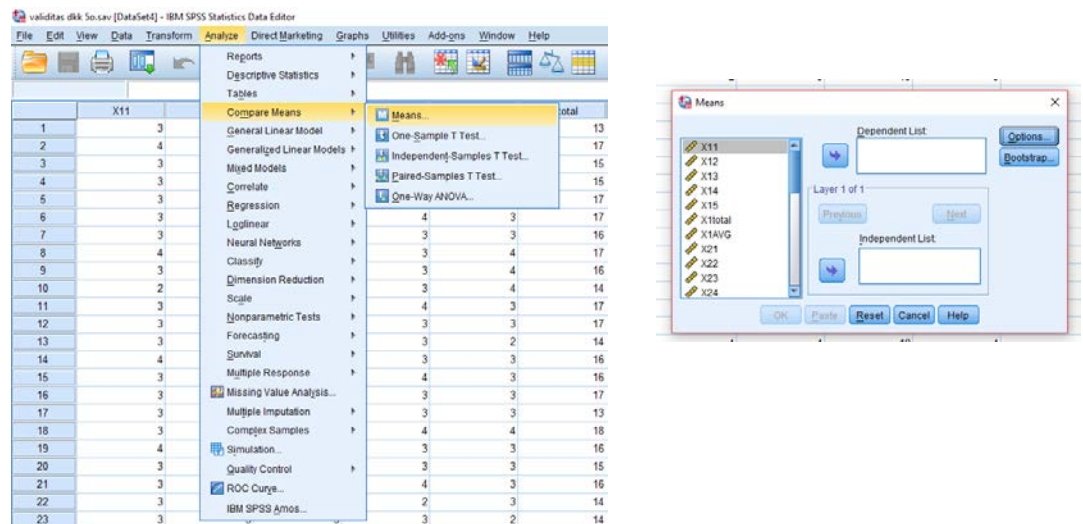 validitas dkk 5o.sav [DataSet4] - IBM SPSS Statistics Data Editor
File Edit View Data Transform Analyze Direct Marketing Graphs Utilities Add-ons Window Help
Reports
Descriptive Statistics
Tables
Compare Means
General Linear Model
Generalized Linear Models
Mixed Models
Correlate
Regression
Loglinear
Neural Networks
Classify
Dimension Reduction
Scale
Nonparametric Tests
Forecasting
Survival
Multiple Response
Missing Value Analysis...
Multiple Imputation
Complex Samples
Simulation...
Quality Control
ROC Curve...
IBM SPSS Amos...
Means...
One-Sample T Test...
Independent-Samples T Test...
Paired-Samples T Test...
One-Way ANOVA...
X11 total
1 3 13
2 4 17
3 3 15
4 3 15
5 3 17
6 3 4 3 17
7 3 3 3 16
8 4 3 4 17
9 3 3 4 16
10 2 3 4 14
11 3 4 3 17
12 3 3 3 17
13 3 3 2 14
14 4 3 3 16
15 3 4 3 16
16 3 3 3 17
17 3 3 3 13
18 3 4 4 18
19 4 3 3 16
20 3 3 3 15
21 3 4 3 16
22 3 2 3 14
23 3 3 2 14
Means
X11
X12
X13
X14
X15
X1total
X1AVG
X21
X22
X23
X24
Dependent List:
Layer 1 of 1
Previous Next
Independent List:
Options...
Bootstrap...
OK Paste Reset Cancel Help